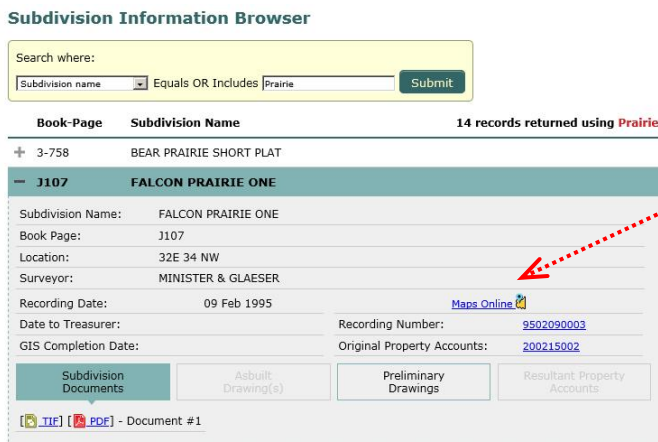 Subdivision Information Browser
Search where:
Subdivision name Equals OR Includes Prairie Submit
Book-Page Subdivision Name 14 records returned using Prairie
3-758 BEAR PRAIRIE SHORT PLAT
J107 FALCON PRAIRIE ONE
Subdivision Name: FALCON PRAIRIE ONE
Book Page: J107
Location: 32E 34 NW
Surveyor: MINISTER & GLAESER
Recording Date: 09 Feb 1995 Maps Online
Date to Treasurer: Recording Number: 9502090003
GIS Completion Date: Original Property Accounts: 200215002
Subdivision Documents
Asbuilt Drawing(s)
Preliminary Drawings
Resultant Property Accounts
[ TIF] [ PDF] - Document #1